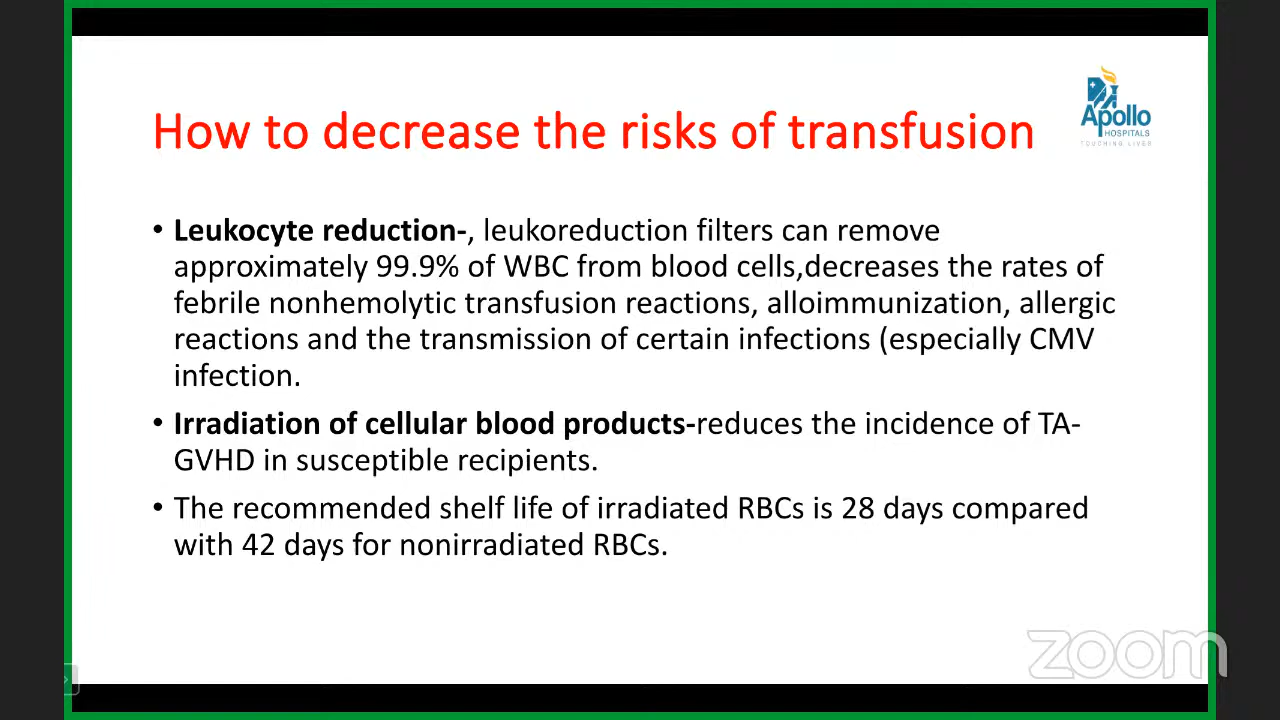 Apollo
HOSPITALS
TOUCHING LIVES
How to decrease the risks of transfusion
• Leukocyte reduction-, leukoreduction filters can remove
approximately 99.9% of WBC from blood cells,decreases the rates of
febrile nonhemolytic transfusion reactions, alloimmunization, allergic
reactions and the transmission of certain infections (especially CMV
infection.
• Irradiation of cellular blood products-reduces the incidence of TA-
GVHD in susceptible recipients.
• The recommended shelf life of irradiated RBCs is 28 days compared
with 42 days for nonirradiated RBCs.
zoom